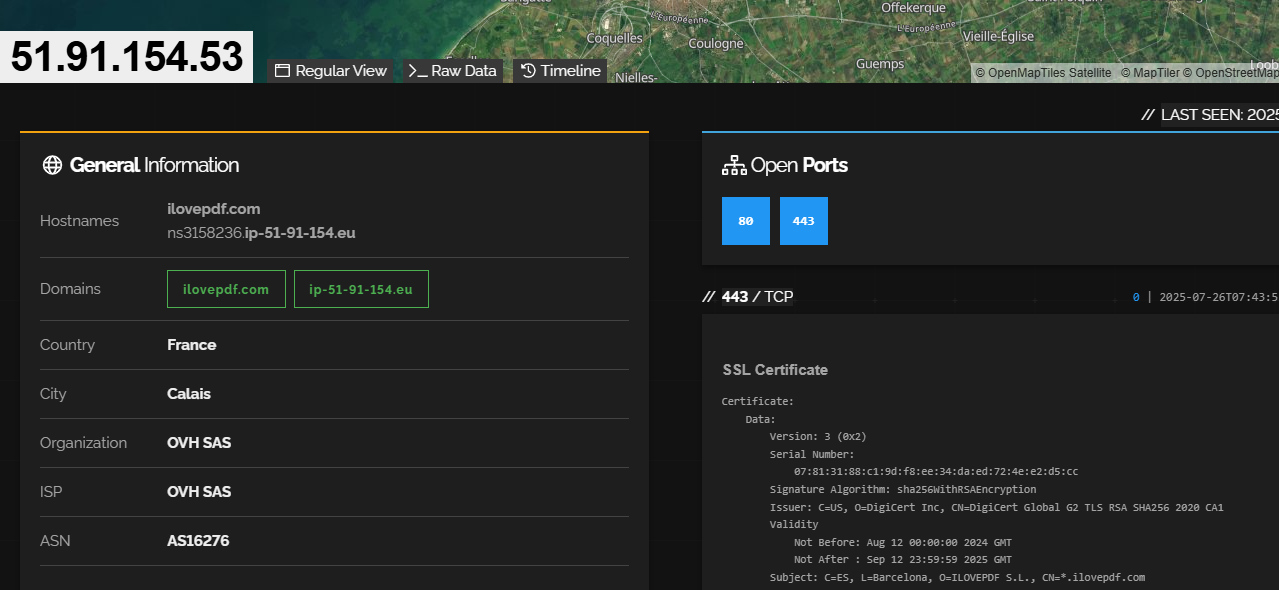 Offekerque
L'Européenne
L'Européenne
Coquelles
Coulogne
Vieille-Église
51.91.154.53
Guemps
Regular View
Raw Data
Timeline
Nielles-
© OpenMapTiles Satellite © MapTiler © OpenStreetMap
// LAST SEEN: 2025
General Information
Hostnames
ilovepdf.com
ns3158236.ip-51-91-154.eu
Domains
ilovepdf.com
ip-51-91-154.eu
Country
France
City
Calais
Organization
OVH SAS
ISP
OVH SAS
ASN
AS16276
Open Ports
80
443
// 443 / TCP
0 | 2025-07-26T07:43:5
SSL Certificate
Certificate:
Data:
Version: 3 (0x2)
Serial Number:
07:81:31:88:c1:9d:f8:ee:34:da:ed:72:4e:e2:d5:cc
Signature Algorithm: sha256WithRSAEncryption
Issuer: C=US, O=DigiCert Inc, CN=DigiCert Global G2 TLS RSA SHA256 2020 CA1
Validity
Not Before: Aug 12 00:00:00 2024 GMT
Not After : Sep 12 23:59:59 2025 GMT
Subject: C=ES, L=Barcelona, O=ILOVEPDF S.L., CN=*.ilovepdf.com